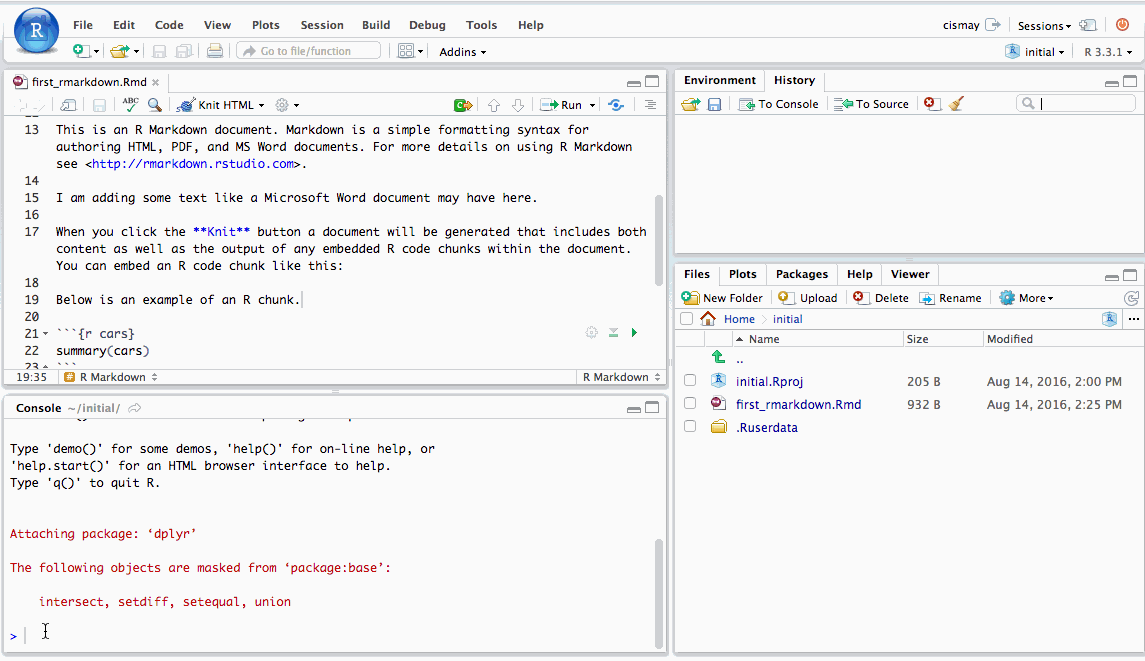 File Edit Code View Plots Session Build Debug Tools Help
cismay Sessions
Go to file/function Addins initial R 3.3.1
first_rmarkdown.Rmd
ABC Knit HTML Run
13 This is an R Markdown document. Markdown is a simple formatting syntax for
authoring HTML, PDF, and MS Word documents. For more details on using R Markdown
see <http://rmarkdown.rstudio.com>.
14
15 I am adding some text like a Microsoft Word document may have here.
16
17 When you click the **Knit** button a document will be generated that includes both
content as well as the output of any embedded R code chunks within the document.
You can embed an R code chunk like this:
18
19 Below is an example of an R chunk.
20
21 ```{r cars}
22 summary(cars)
23 ```
19:35 R Markdown R Markdown
Console ~/initial/
Type 'demo()' for some demos, 'help()' for on-line help, or
'help.start()' for an HTML browser interface to help.
Type 'q()' to quit R.
Attaching package: ‘dplyr’
The following objects are masked from ‘package:base’:
intersect, setdiff, setequal, union
>
Environment History
To Console To Source
Files Plots Packages Help Viewer
New Folder Upload Delete Rename More
Home initial
Name Size Modified
..
initial.Rproj 205 B Aug 14, 2016, 2:00 PM
first_rmarkdown.Rmd 932 B Aug 14, 2016, 2:25 PM
.Ruserdata